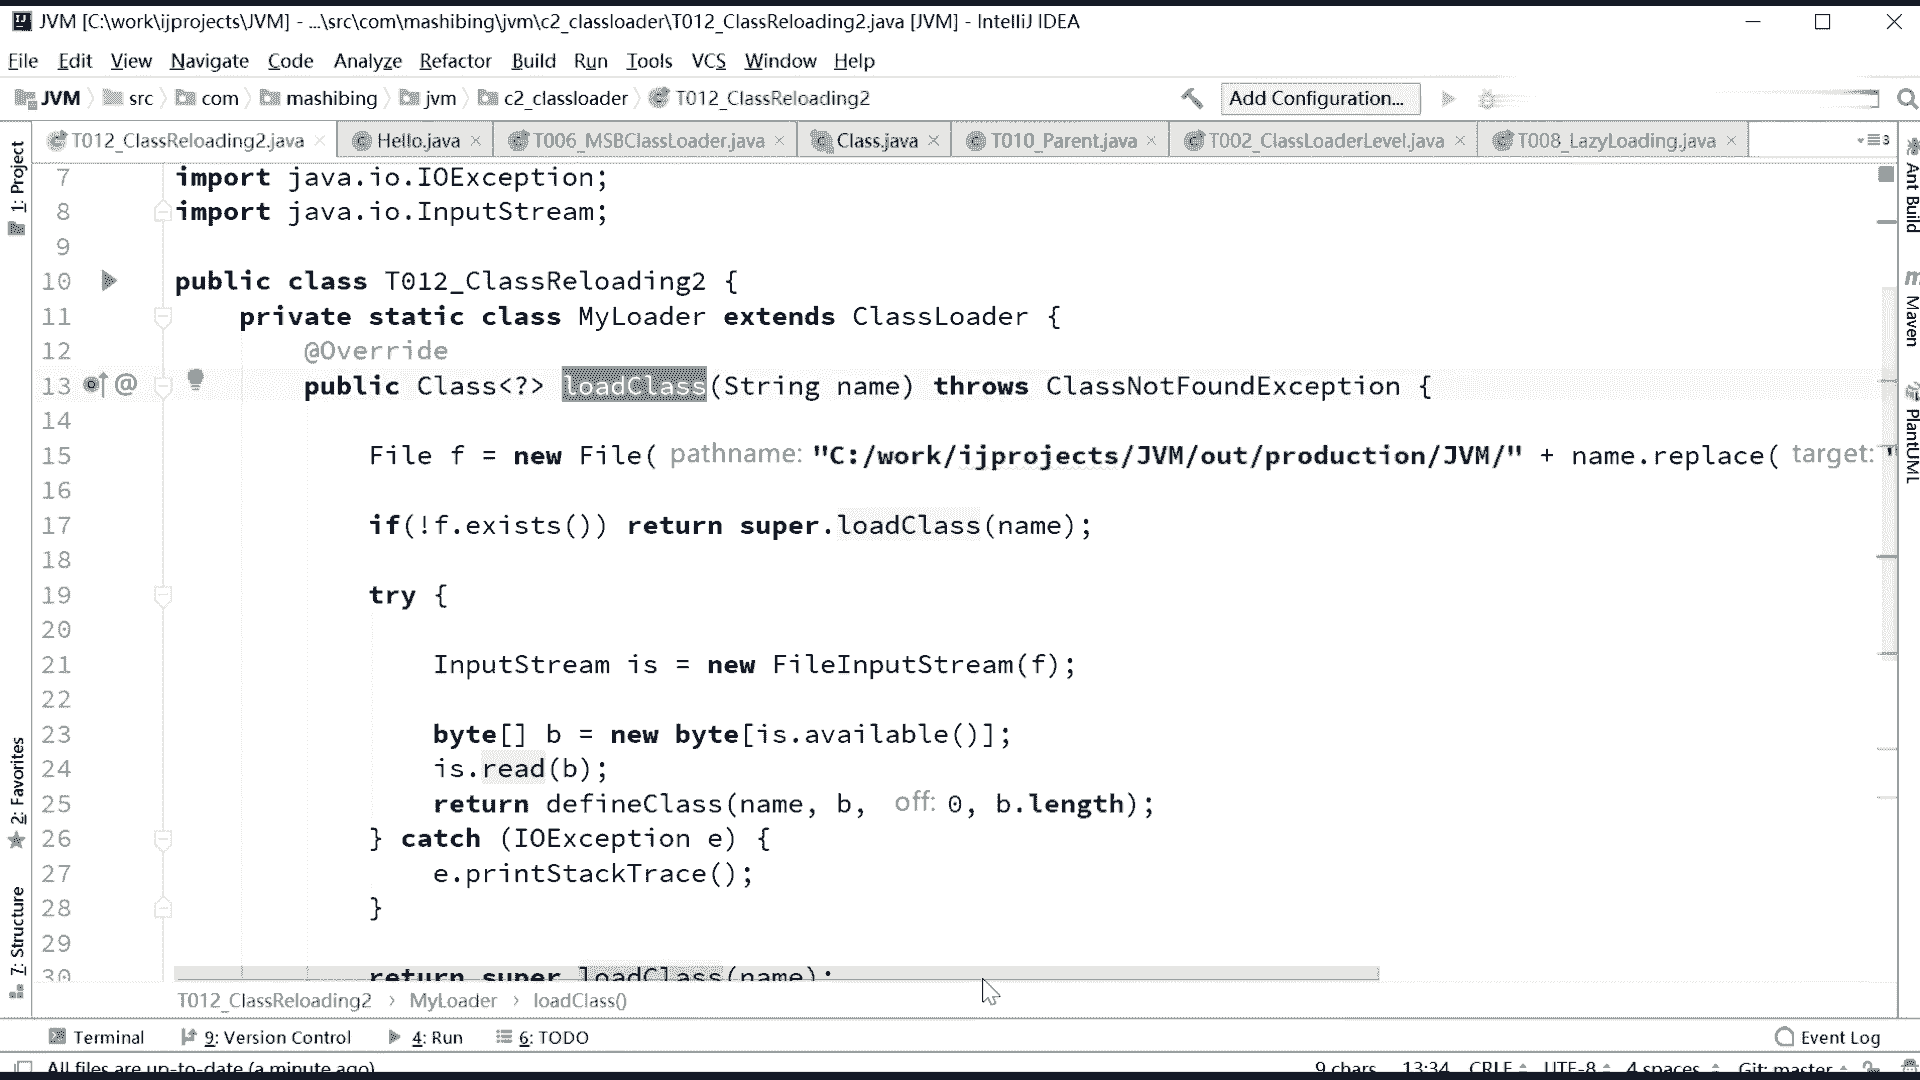 JVM [C:\work\ijprojects\JVM] - ...\src\com\mashibing\jvm\c2_classloader\T012_ClassReloading2.java [JVM] - IntelliJ IDEA
File Edit View Navigate Code Analyze Refactor Build Run Tools VCS Window Help
JVM src com mashibing jvm c2_classloader T012_ClassReloading2 Add Configuration...
T012_ClassReloading2.java Hello.java T006_MSBClassLoader.java Class.java T010_Parent.java T002_ClassLoaderLevel.java T008_LazyLoading.java 3
1: Project
2: Favorites
7: Structure
7 import java.io.IOException;
8 import java.io.InputStream;
9
10 public class T012_ClassReloading2 {
11 private static class MyLoader extends ClassLoader {
12 @Override
13 public Class<?> loadClass(String name) throws ClassNotFoundException {
14
15 File f = new File( pathname: "C:/work/ijprojects/JVM/out/production/JVM/" + name.replace( target: "
16
17 if(!f.exists()) return super.loadClass(name);
18
19 try {
20
21 InputStream is = new FileInputStream(f);
22
23 byte[] b = new byte[is.available()];
24 is.read(b);
25 return defineClass(name, b, off: 0, b.length);
26 } catch (IOException e) {
27 e.printStackTrace();
28 }
29
30 return super.loadClass(name);
Ant Build
Maven
PlantUML
T012_ClassReloading2 › MyLoader › loadClass()
Terminal 9: Version Control 4: Run 6: TODO Event Log
All files are up-to-date (a minute ago) 9 chars 13:34 CRLF UTF-8 4 spaces Git: master